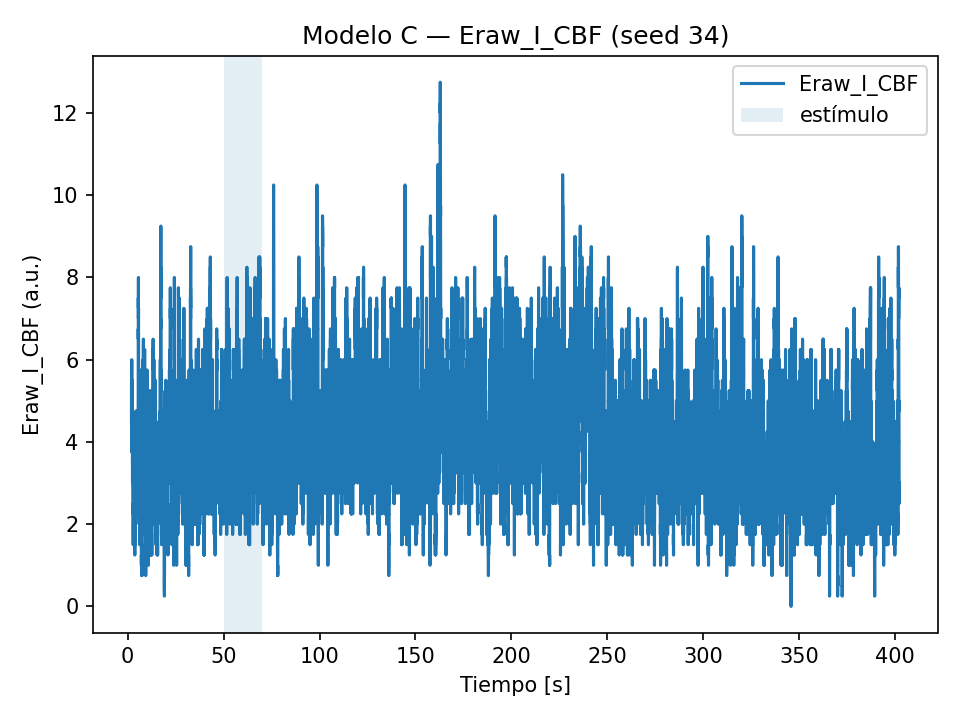 Modelo C — Eraw_I_CBF (seed 34)
Eraw_I_CBF
estímulo
Eraw_I_CBF (a.u.)
12
10
8
6
4
2
0
0 50 100 150 200 250 300 350 400
Tiempo [s]